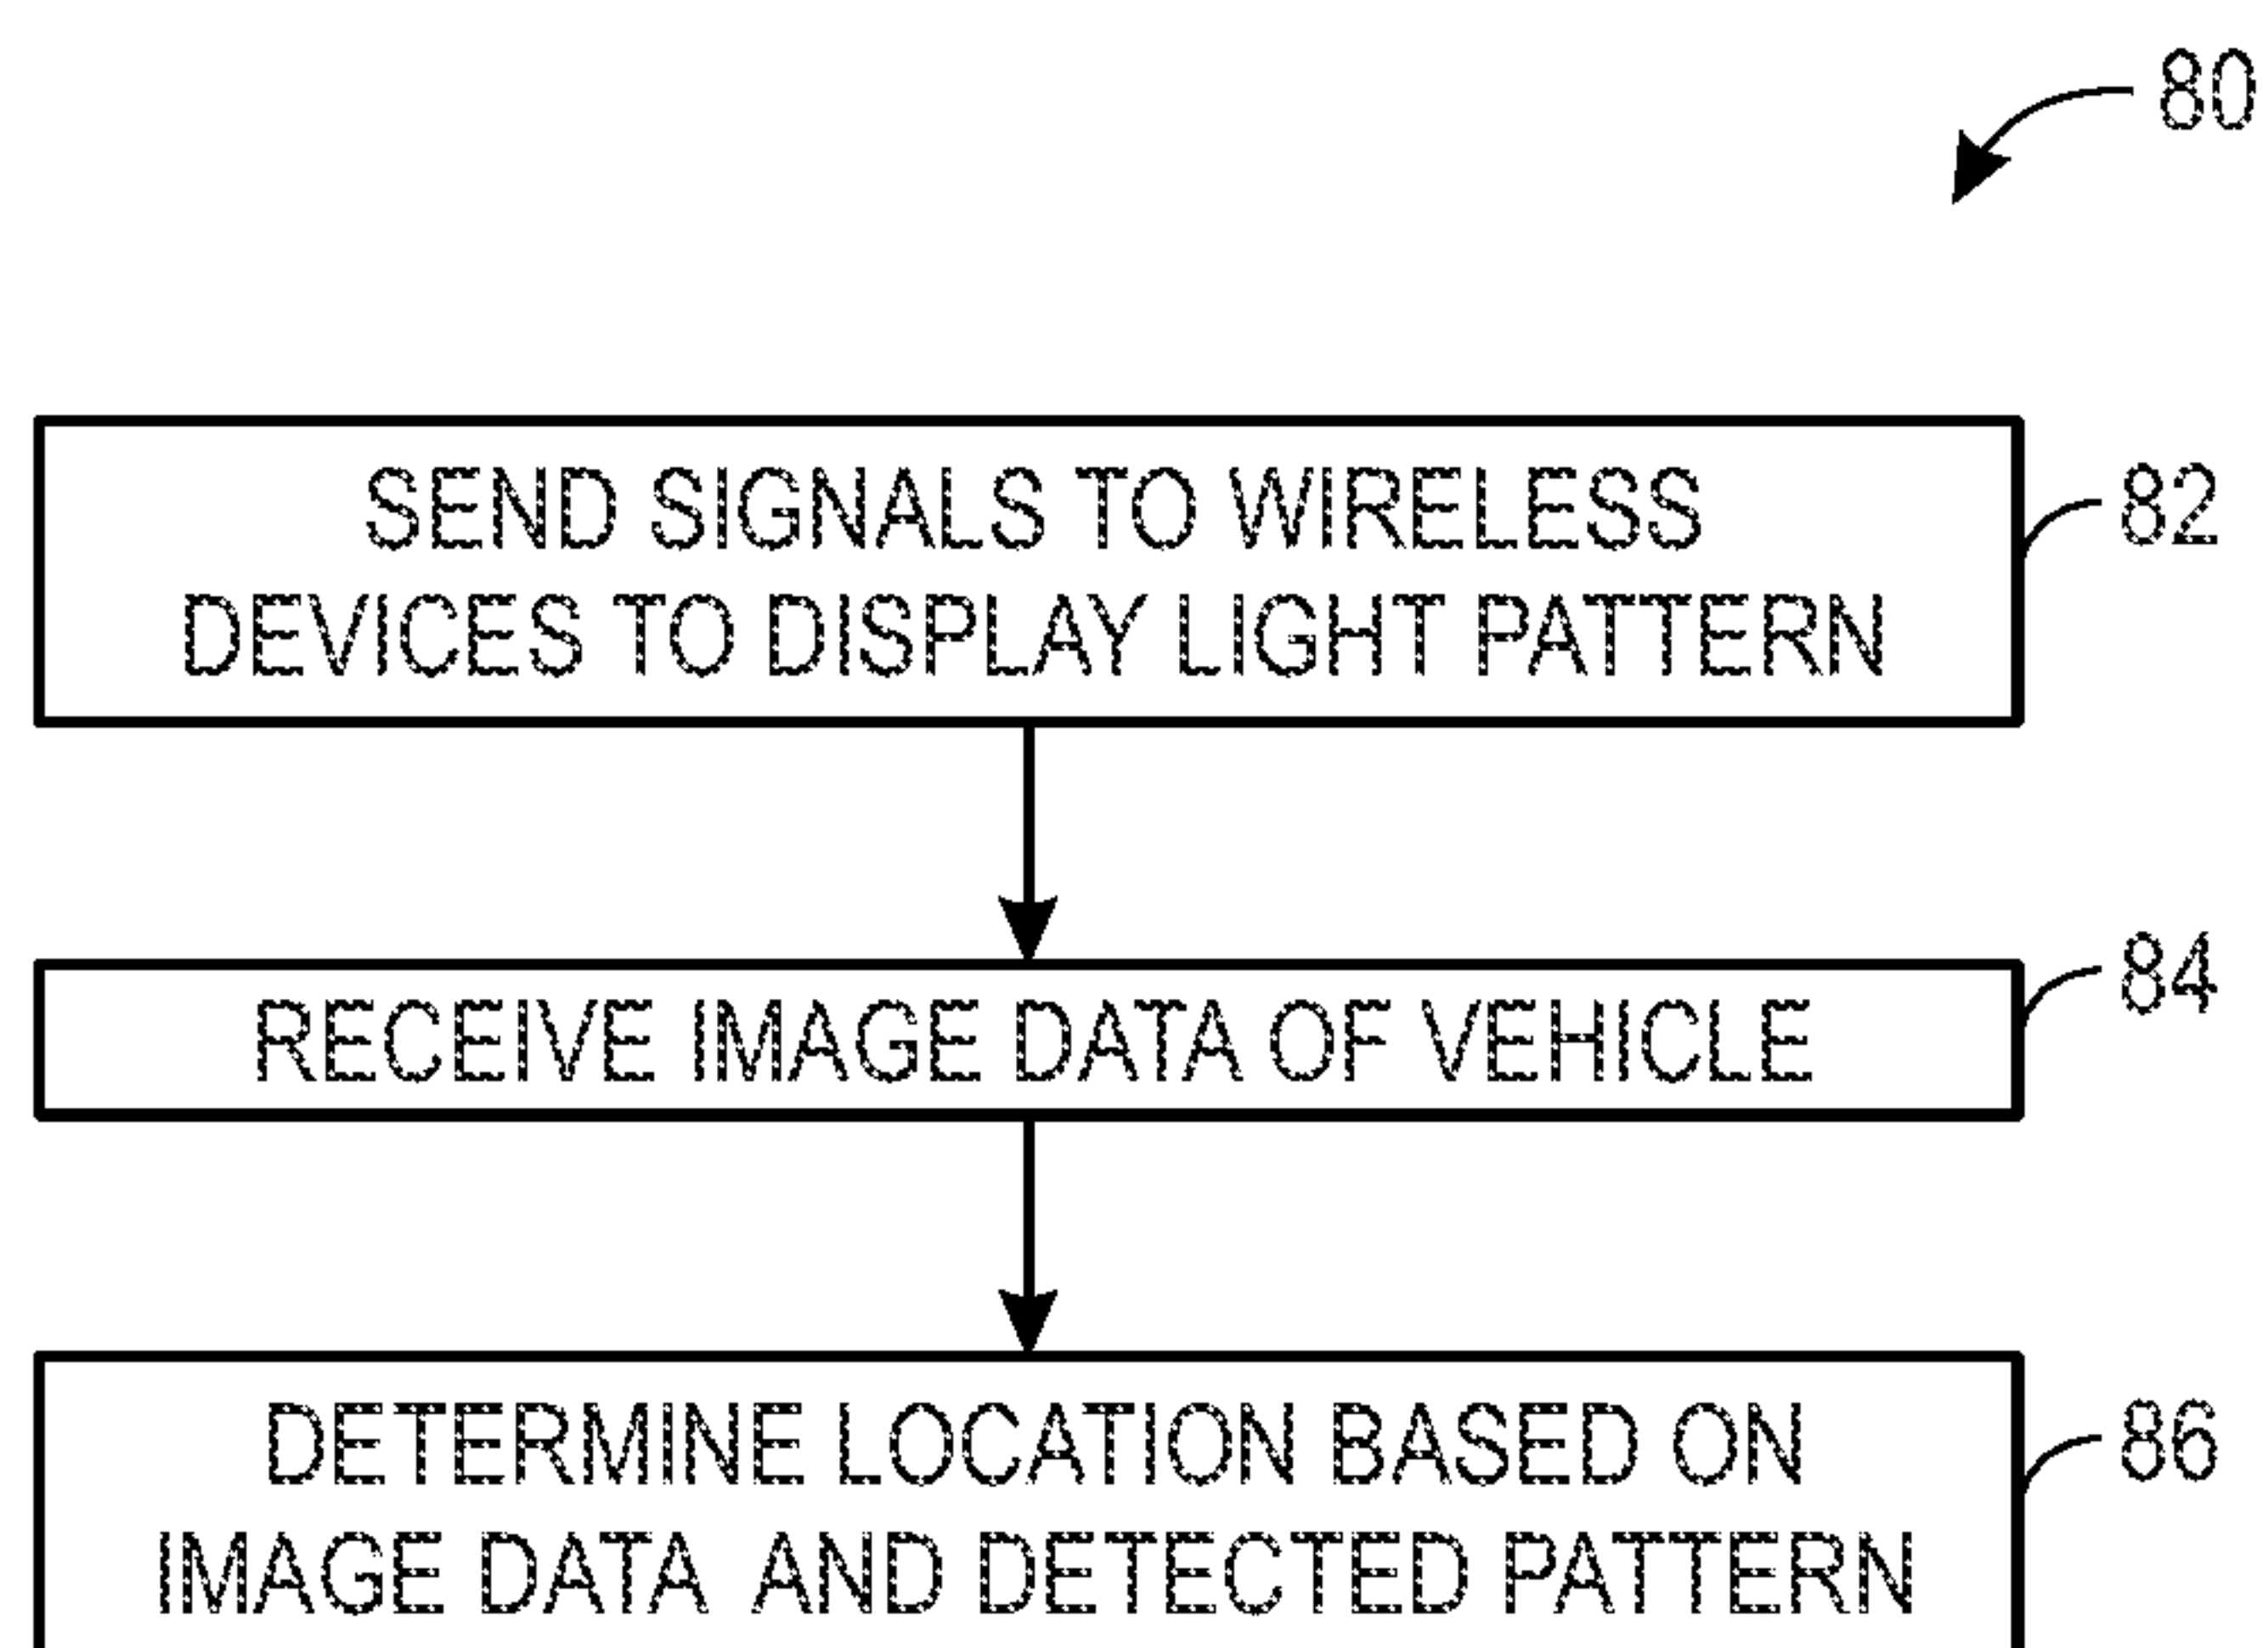 80
SEND SIGNALS TO WIRELESS
DEVICES TO DISPLAY LIGHT PATTERN
82
RECEIVE IMAGE DATA OF VEHICLE
84
DETERMINE LOCATION BASED ON
IMAGE DATA AND DETECTED PATTERN
86